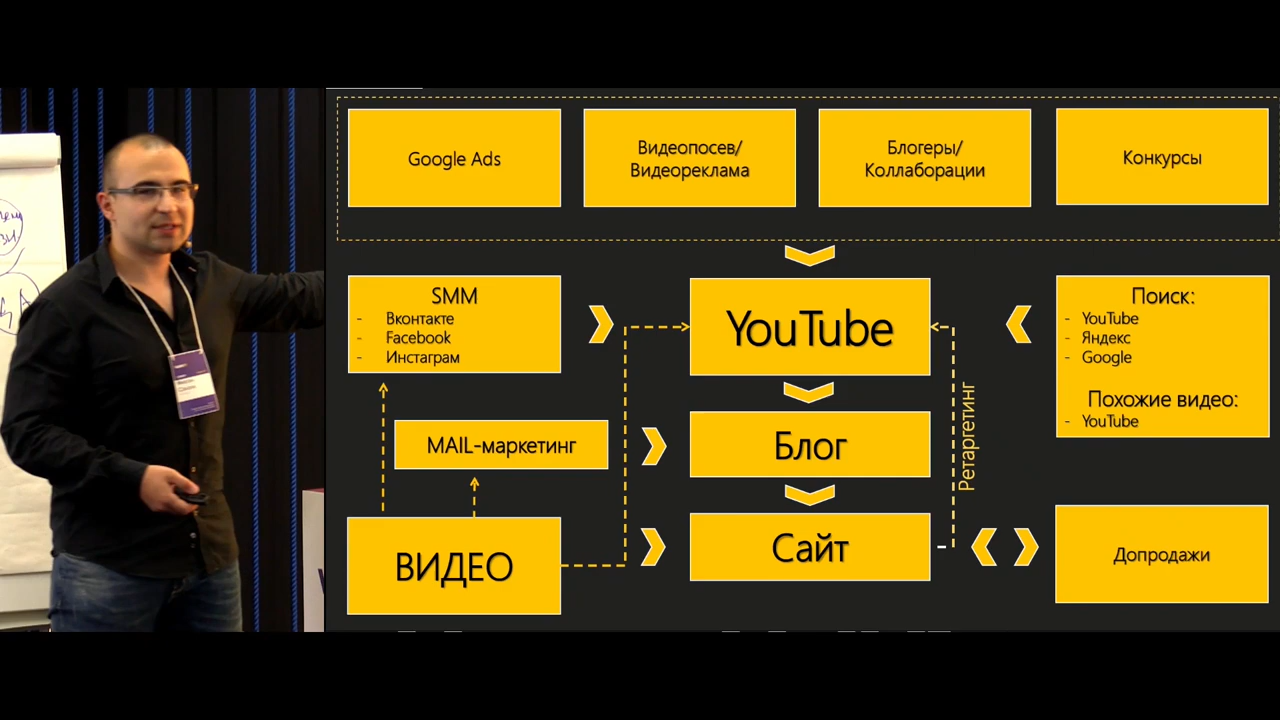 Google Ads
Видеопосев/
Видеореклама
Блогеры/
Коллаборации
Конкурсы
SMM
- Вконтакте
- Facebook
- Инстаграм
YouTube
Поиск:
- YouTube
- Яндекс
- Google
Похожие видео:
- YouTube
MAIL-маркетинг
Блог
Ретаргетинг
ВИДЕО
Сайт
Допродажи